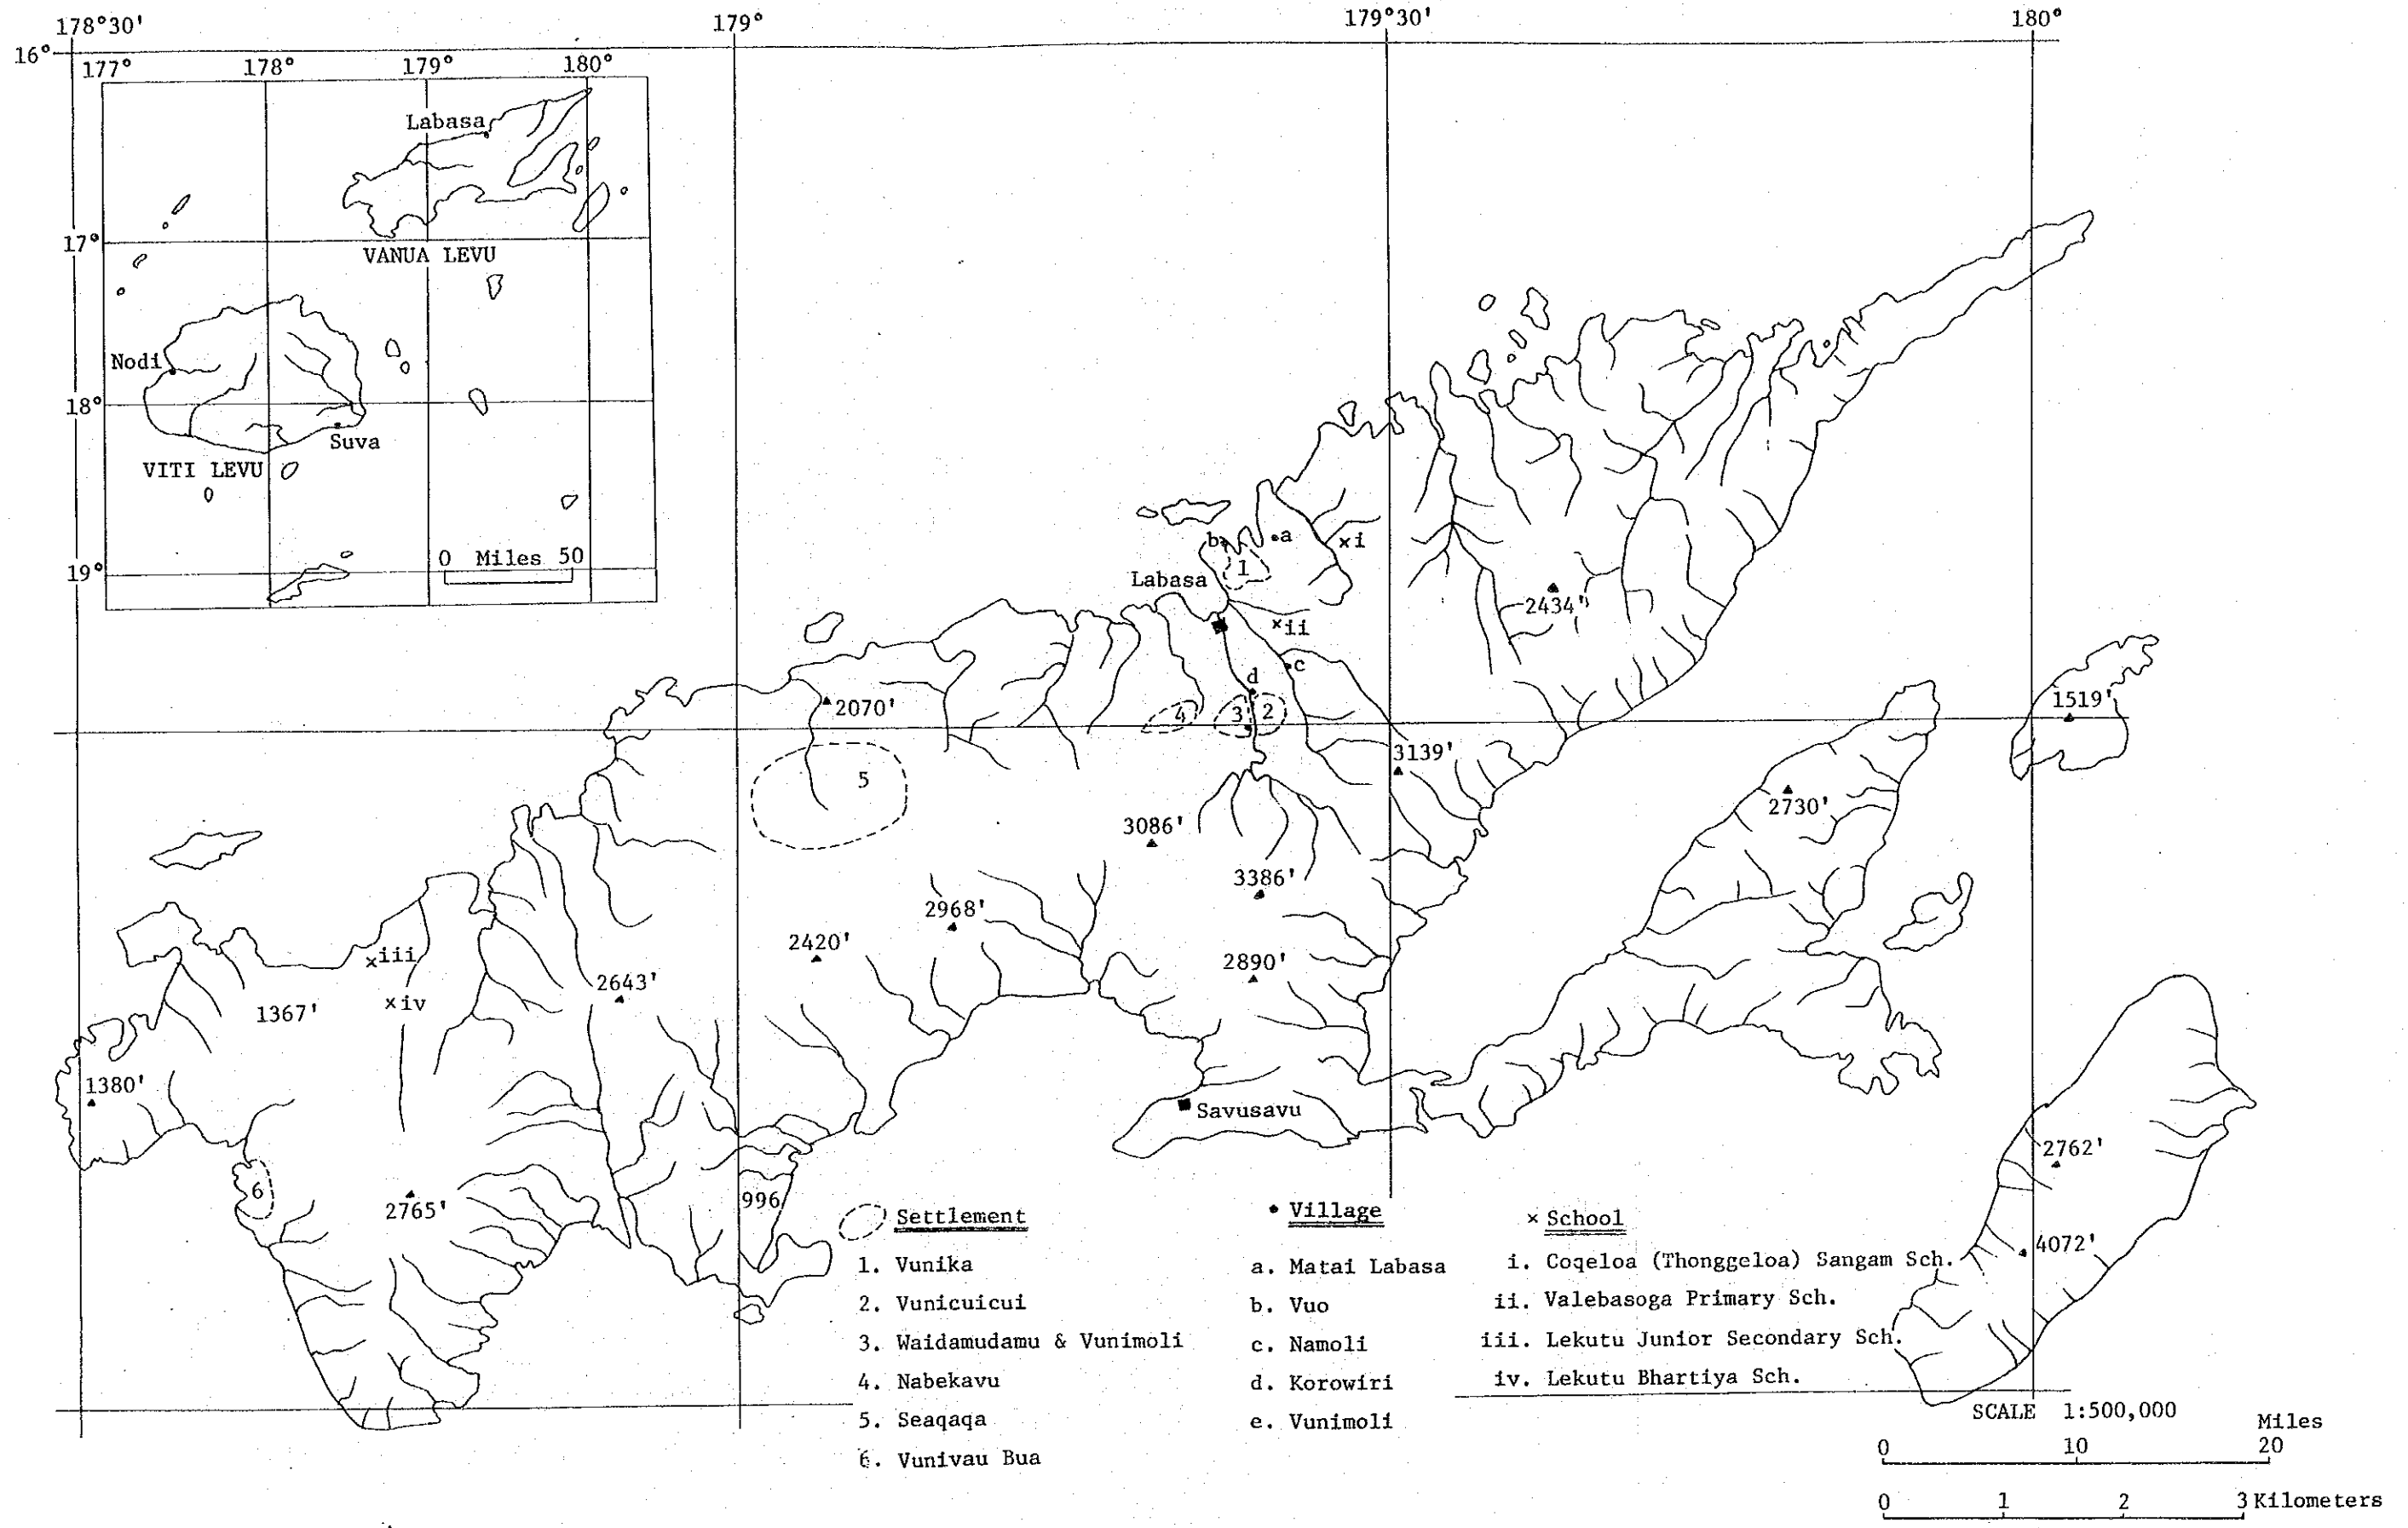 178°30'
179°
179°30'
180°
16°
177°
178°
179°
180°
Labasa
17°
VANUA LEVU
Nodi
18°
Suva
VITI LEVU
19°
0 Miles 50
b
a
i
1
Labasa
2434'
ii
c
d
4
3
2
2070'
1519'
3139'
5
2730'
3086'
3386'
2968'
2420'
2890'
iii
2643'
iv
1367'
1380'
Savusavu
2762'
6
2765'
996
4072'
Settlement
1. Vunika
2. Vunicuicui
3. Waidamudamu & Vunimoli
4. Nabekavu
5. Seaqaqa
6. Vunivau Bua
Village
a. Matai Labasa
b. Vuo
c. Namoli
d. Korowiri
e. Vunimoli
× School
i. Coqeloa (Thonggeloa) Sangam Sch.
ii. Valebasoga Primary Sch.
iii. Lekutu Junior Secondary Sch.
iv. Lekutu Bhartiya Sch.
SCALE 1:500,000
Miles
0 10 20
0 1 2 3 Kilometers